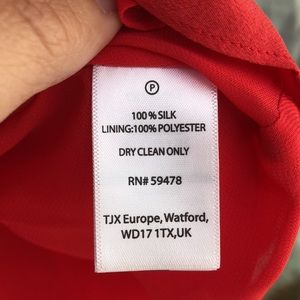 P
100 % SILK
LINING:100% POLYESTER
DRY CLEAN ONLY
RN# 59478
TJX Europe, Watford,
WD17 1TX,UK